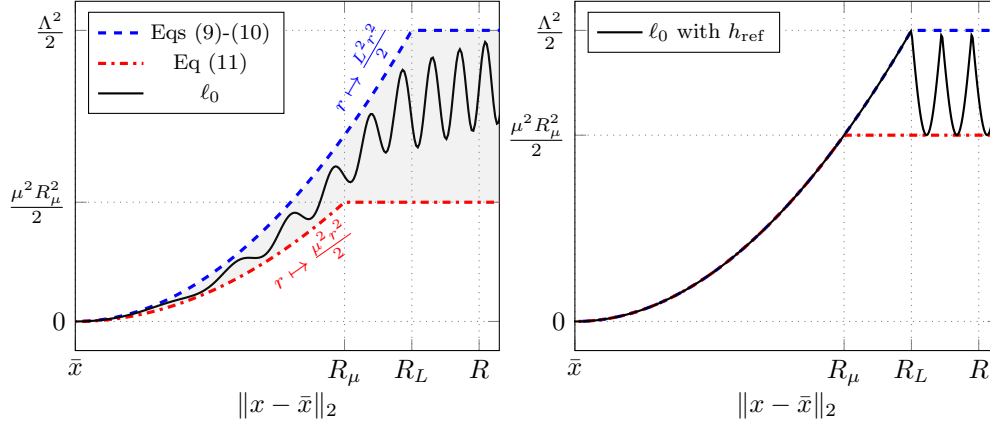 Λ²/2
Eqs (9)-(10)
Eq (11)
ℓ₀
r ↦ L²r²/2
μ²R_μ²/2
r ↦ μ²r²/2
0
x̄ R_μ R_L R
‖x − x̄‖₂
Λ²/2
ℓ₀ with h_ref
μ²R_μ²/2
0
x̄ R_μ R_L R
‖x − x̄‖₂